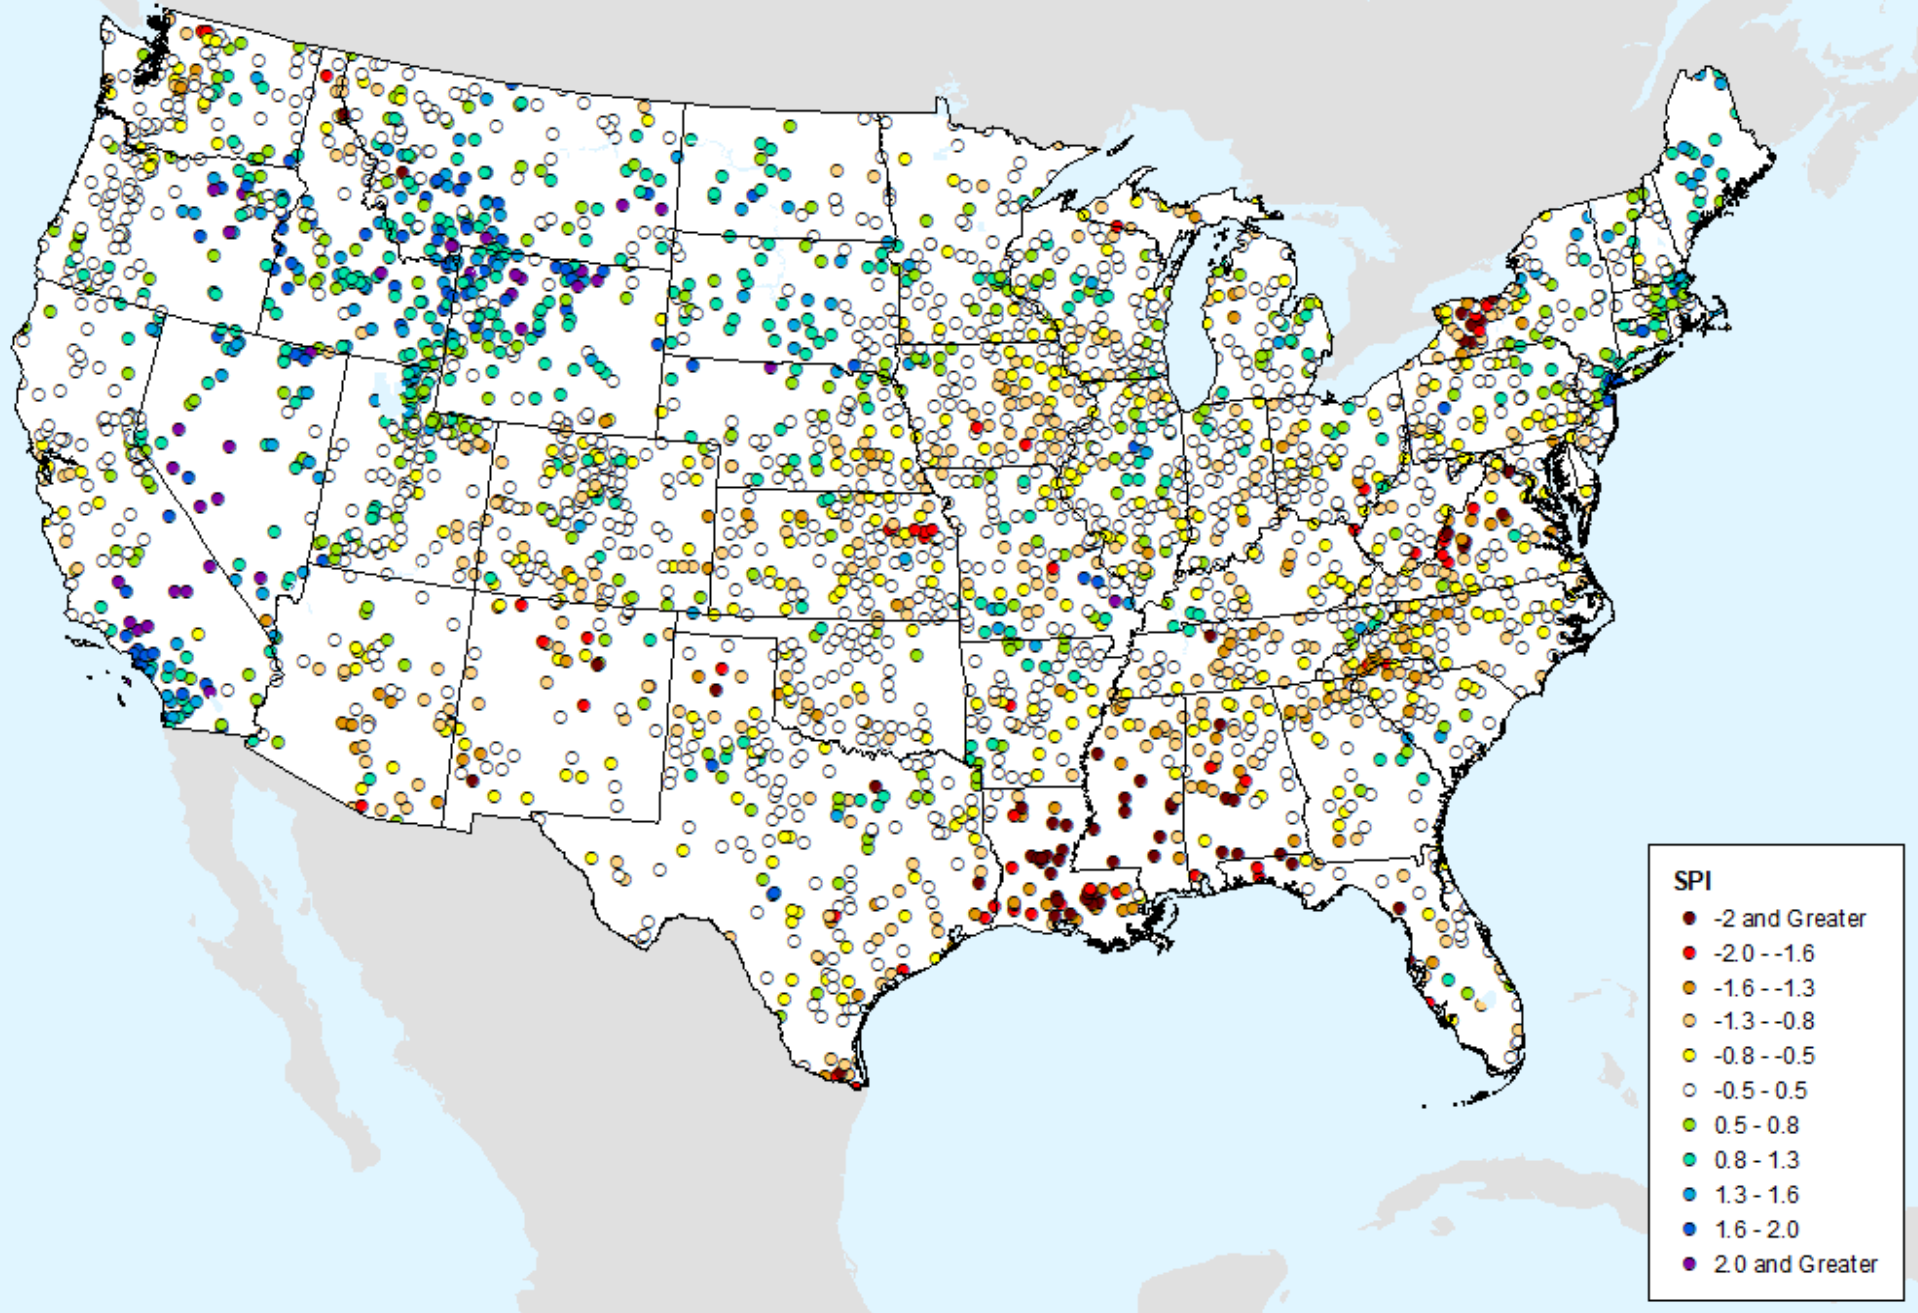 SPI
-2 and Greater
-2.0 - -1.6
-1.6 - -1.3
-1.3 - -0.8
-0.8 - -0.5
-0.5 - 0.5
0.5 - 0.8
0.8 - 1.3
1.3 - 1.6
1.6 - 2.0
2.0 and Greater